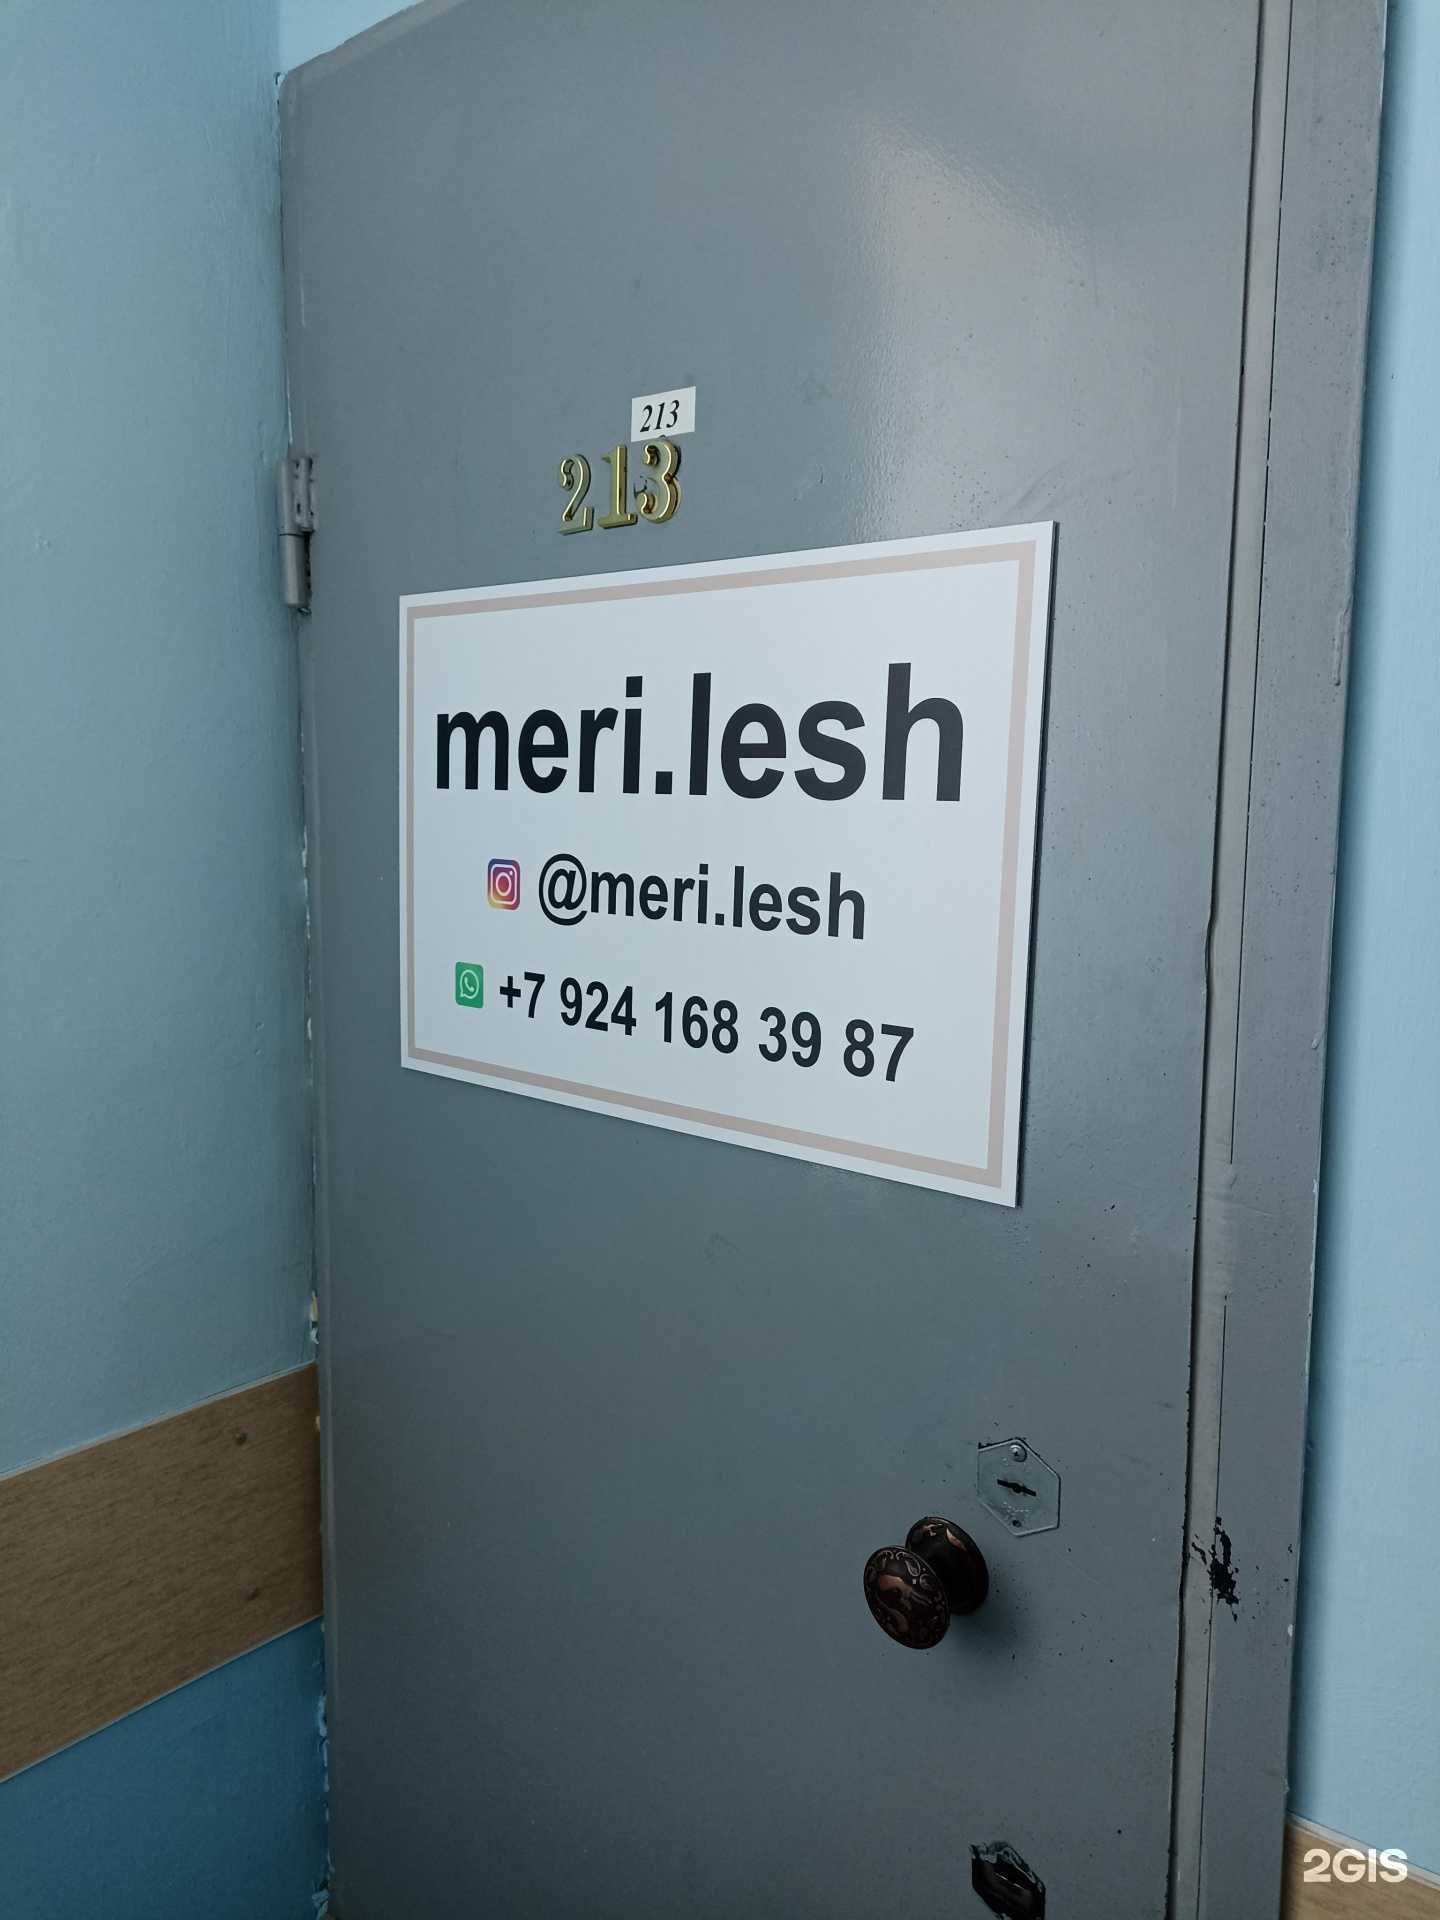 213
213
meri.lesh
@meri.lesh
+7 924 168 39 87
2GIS